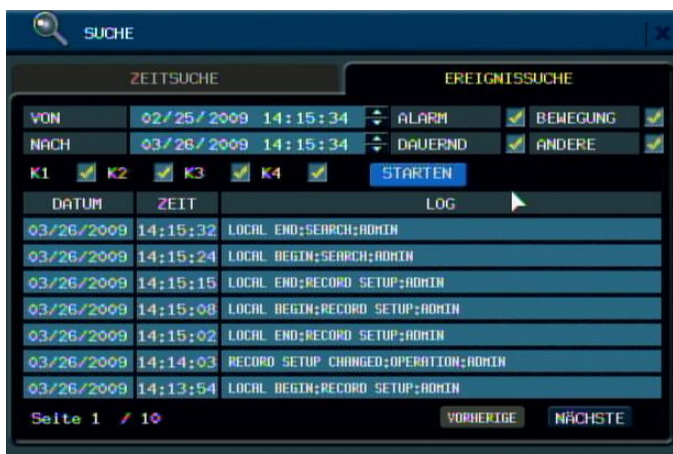 SUCHE
ZEITSUCHE EREIGNISSUCHE
VON 02/25/2009 14:15:34 ALARM BEWEGUNG
NACH 03/26/2009 14:15:34 DAUERND ANDERE
K1 K2 K3 K4 STARTEN
DATUM ZEIT LOG
03/26/2009 14:15:32 LOCAL END;SEARCH;ADMIN
03/26/2009 14:15:24 LOCAL BEGIN;SEARCH;ADMIN
03/26/2009 14:15:15 LOCAL END;RECORD SETUP;ADMIN
03/26/2009 14:15:08 LOCAL BEGIN;RECORD SETUP;ADMIN
03/26/2009 14:15:02 LOCAL END;RECORD SETUP;ADMIN
03/26/2009 14:14:03 RECORD SETUP CHANGED;OPERATION;ADMIN
03/26/2009 14:13:54 LOCAL BEGIN;RECORD SETUP;ADMIN
Seite 1 / 10 VORHERIGE NÄCHSTE